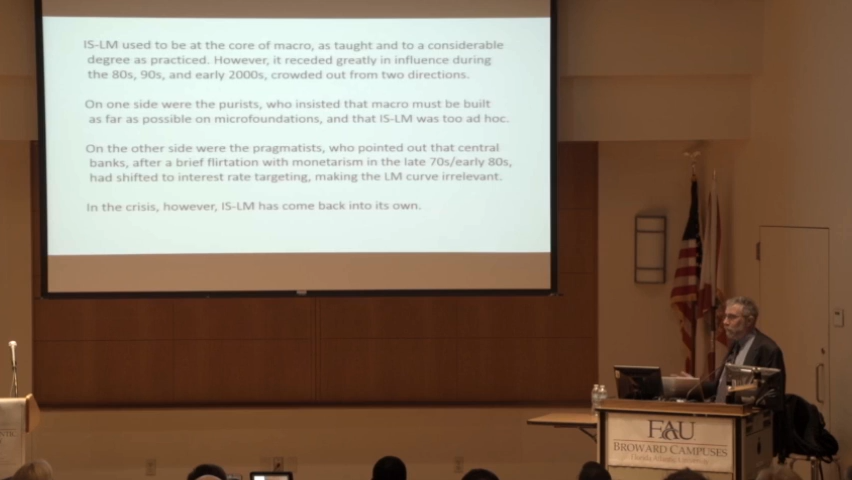 IS-LM used to be at the core of macro, as taught and to a considerable
degree as practiced. However, it receded greatly in influence during
the 80s, 90s, and early 2000s, crowded out from two directions.
On one side were the purists, who insisted that macro must be built
as far as possible on microfoundations, and that IS-LM was too ad hoc.
On the other side were the pragmatists, who pointed out that central
banks, after a brief flirtation with monetarism in the late 70s/early 80s,
had shifted to interest rate targeting, making the LM curve irrelevant.
In the crisis, however, IS-LM has come back into its own.
FAU
BROWARD CAMPUSES
Florida Atlantic University